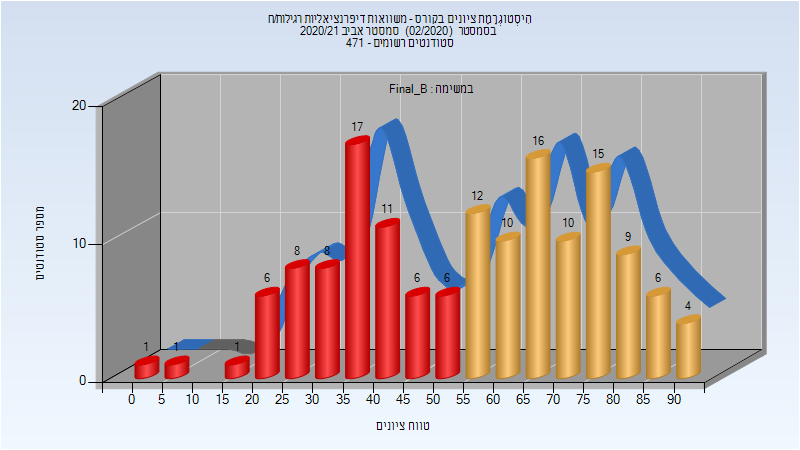 היסטוגרמת ציונים בקורס - משוואות דיפרנציאליות רגילות/ח
בסמסטר (02/2020) סמסטר אביב 2020/21
סטודנטים רשומים - 471
במשימה : Final_B
מספר סטודנטים
20
10
0
1 1 1 6 8 8 17 11 6 6 12 10 16 10 15 9 6 4
0 5 10 15 20 25 30 35 40 45 50 55 60 65 70 75 80 85 90
טווח ציונים